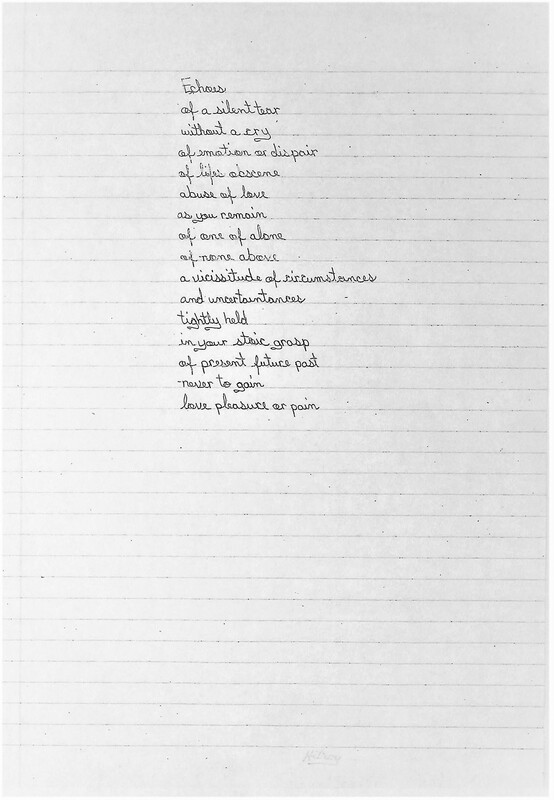 Echoes
of a silent tear
without a cry
of emotion or dispair
of life's obscene
abuse of love
as you remain
of one of alone
of none above
a vicissitude of circumstances
and uncertaintances
tightly held
in your stoic grasp
of present future past
never to gain
love pleasure or pain